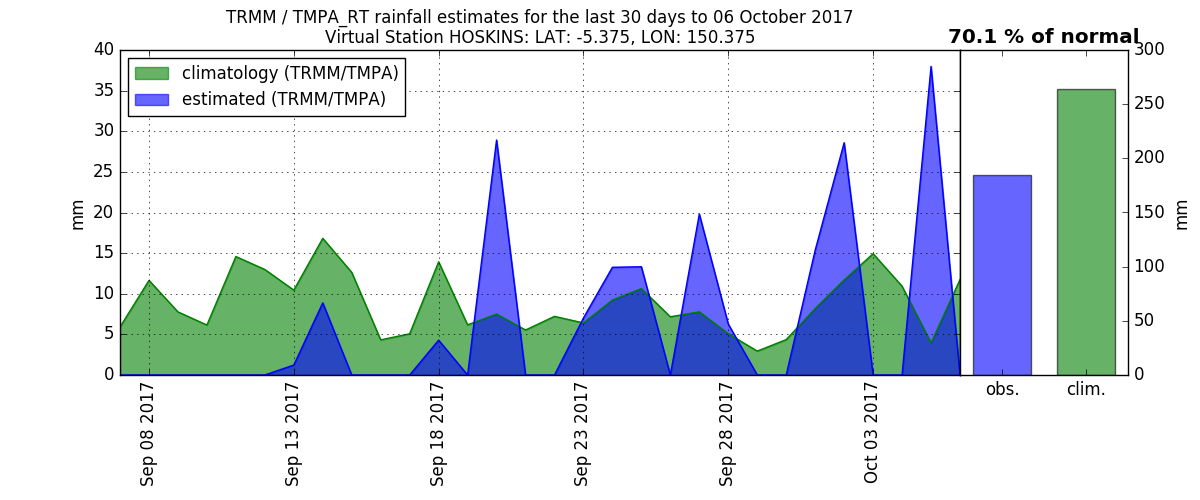 TRMM / TMPA_RT rainfall estimates for the last 30 days to 06 October 2017
Virtual Station HOSKINS: LAT: -5.375, LON: 150.375
70.1 % of normal
climatology (TRMM/TMPA)
estimated (TRMM/TMPA)
40
35
30
25
20
15
10
5
0
mm
Sep 08 2017
Sep 13 2017
Sep 18 2017
Sep 23 2017
Sep 28 2017
Oct 03 2017
300
250
200
150
100
50
0
mm
obs.
clim.